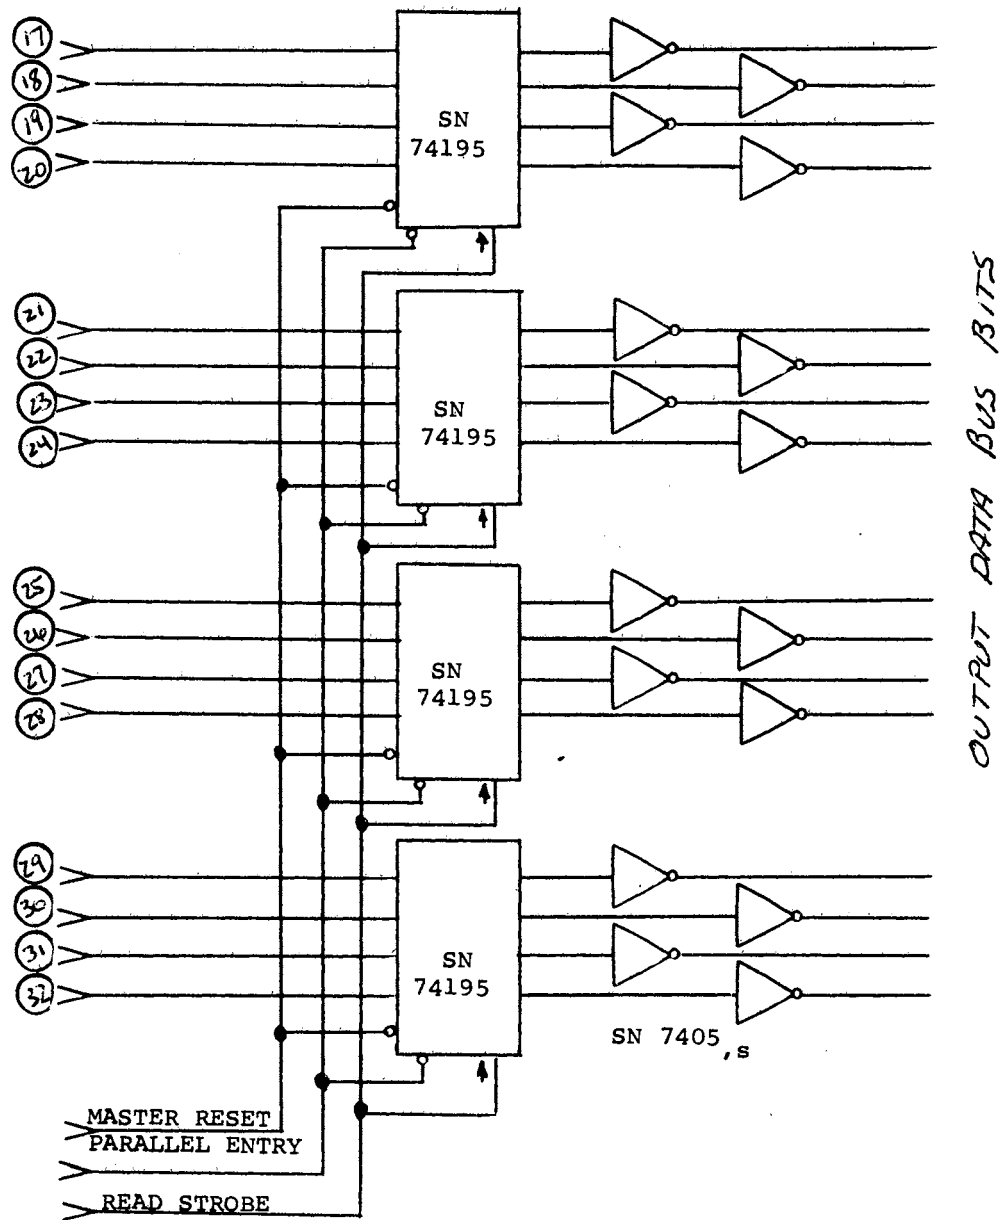 17
18
19
20
SN
74195
21
22
23
24
SN
74195
25
26
27
28
SN
74195
29
30
31
32
SN
74195
SN 7405,s
MASTER RESET
PARALLEL ENTRY
READ STROBE
OUTPUT DATA BUS BITS